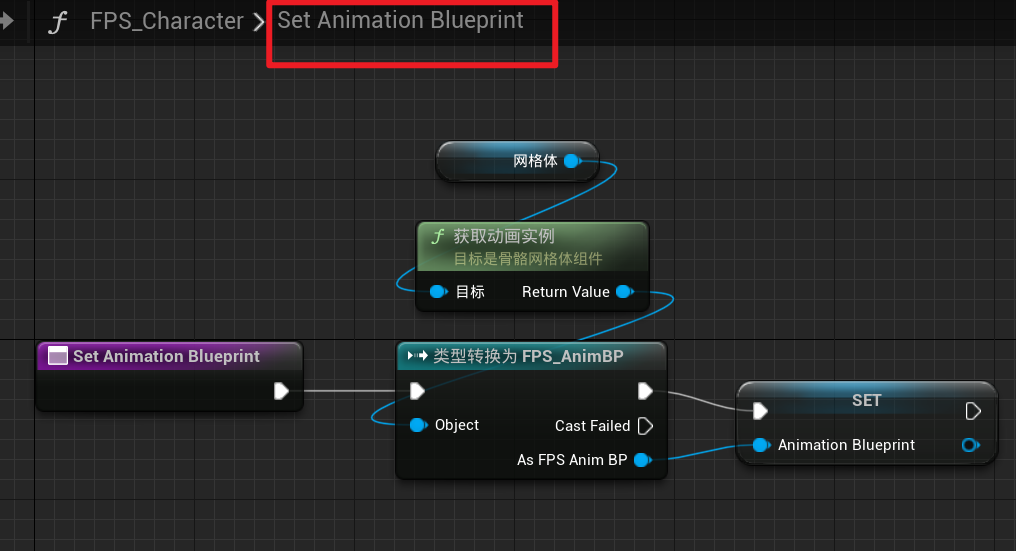 f FPS_Character > Set Animation Blueprint
网格体
f 获取动画实例
目标是骨骼网格体组件
目标 Return Value
Set Animation Blueprint
类型转换为 FPS_AnimBP
SET
Object Cast Failed
Animation Blueprint
As FPS Anim BP